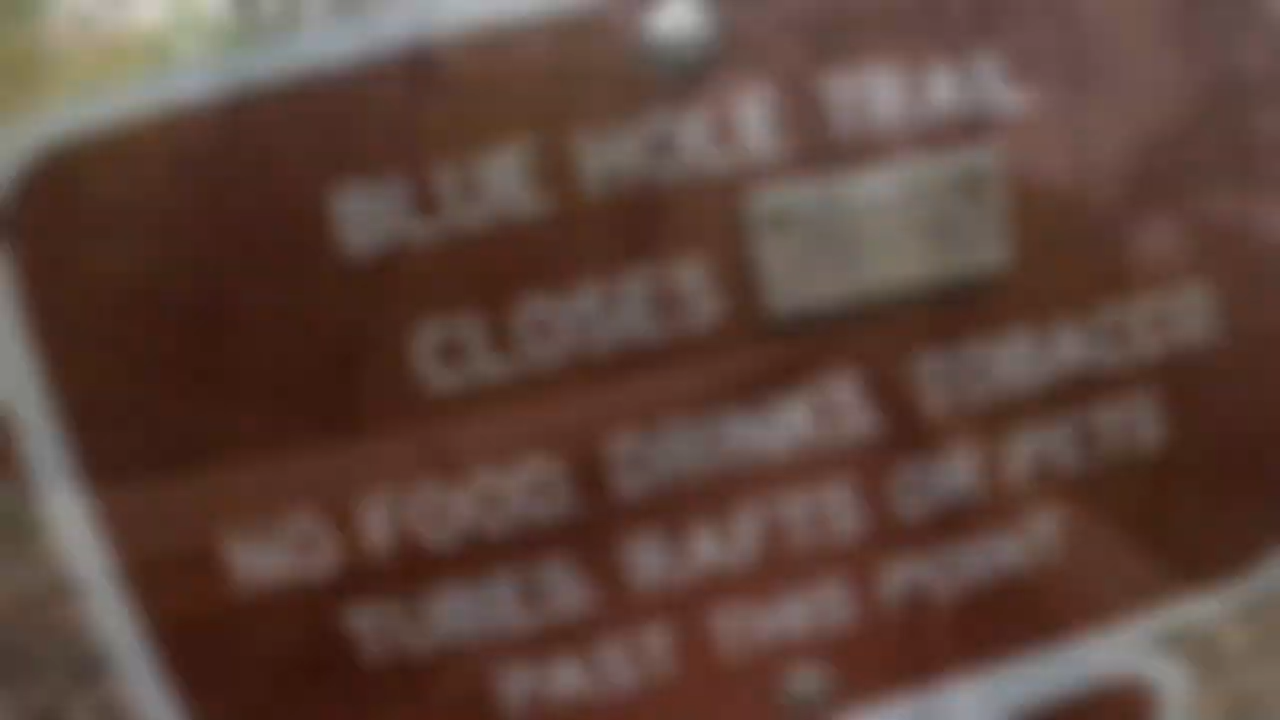 BLUE HOLE TRAIL
CLOSES
NO FOOD DRINKS TOBACCO
TUBES RAFTS OR PETS
PAST THIS POINT